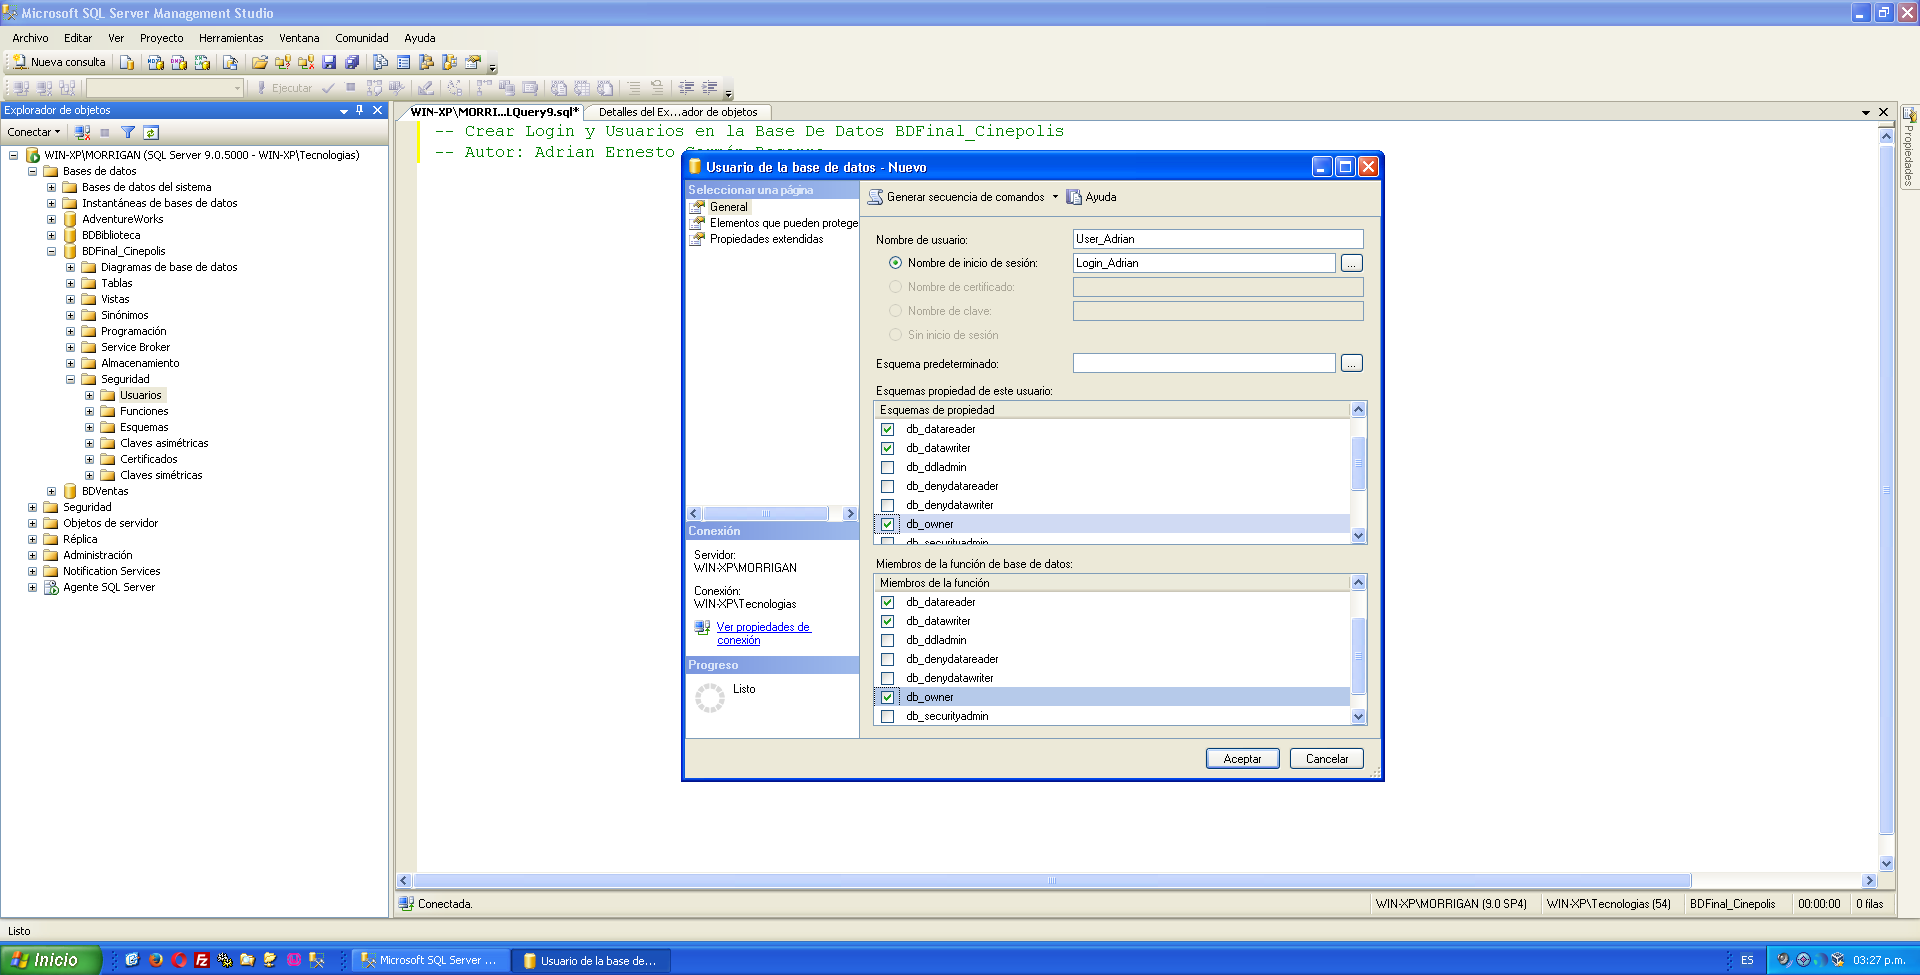 Microsoft SQL Server Management Studio
Archivo Editar Ver Proyecto Herramientas Ventana Comunidad Ayuda
Nueva consulta
Ejecutar
Explorador de objetos
Conectar
WIN-XP\MORRIGAN (SQL Server 9.0.5000 - WIN-XP\Tecnologias)
Bases de datos
Bases de datos del sistema
Instantáneas de bases de datos
AdventureWorks
BDBiblioteca
BDFinal_Cinepolis
Diagramas de base de datos
Tablas
Vistas
Sinónimos
Programación
Service Broker
Almacenamiento
Seguridad
Usuarios
Funciones
Esquemas
Claves asimétricas
Certificados
Claves simétricas
BDVentas
Seguridad
Objetos de servidor
Réplica
Administración
Notification Services
Agente SQL Server
WIN-XP\MORRI...LQuery9.sql* Detalles del Ex...ador de objetos
-- Crear Login y Usuarios en la Base De Datos BDFinal_Cinepolis
-- Autor: Adrian Ernesto
Propiedades
Usuario de la base de datos - Nuevo
Seleccionar una página
General
Elementos que pueden protege
Propiedades extendidas
Conexión
Servidor:
WIN-XP\MORRIGAN
Conexión:
WIN-XP\Tecnologias
Ver propiedades de
conexión
Progreso
Listo
Generar secuencia de comandos Ayuda
Nombre de usuario: User_Adrian
Nombre de inicio de sesión: Login_Adrian ...
Nombre de certificado:
Nombre de clave:
Sin inicio de sesión
Esquema predeterminado: ...
Esquemas propiedad de este usuario:
Esquemas de propiedad
db_datareader
db_datawriter
db_ddladmin
db_denydatareader
db_denydatawriter
db_owner
db_securityadmin
Miembros de la función de base de datos:
Miembros de la función
db_datareader
db_datawriter
db_ddladmin
db_denydatareader
db_denydatawriter
db_owner
db_securityadmin
Aceptar Cancelar
Conectada. WIN-XP\MORRIGAN (9.0 SP4) WIN-XP\Tecnologias (54) BDFinal_Cinepolis 00:00:00 0 filas
Listo
Inicio Microsoft SQL Server ... Usuario de la base de... ES 03:27 p.m.